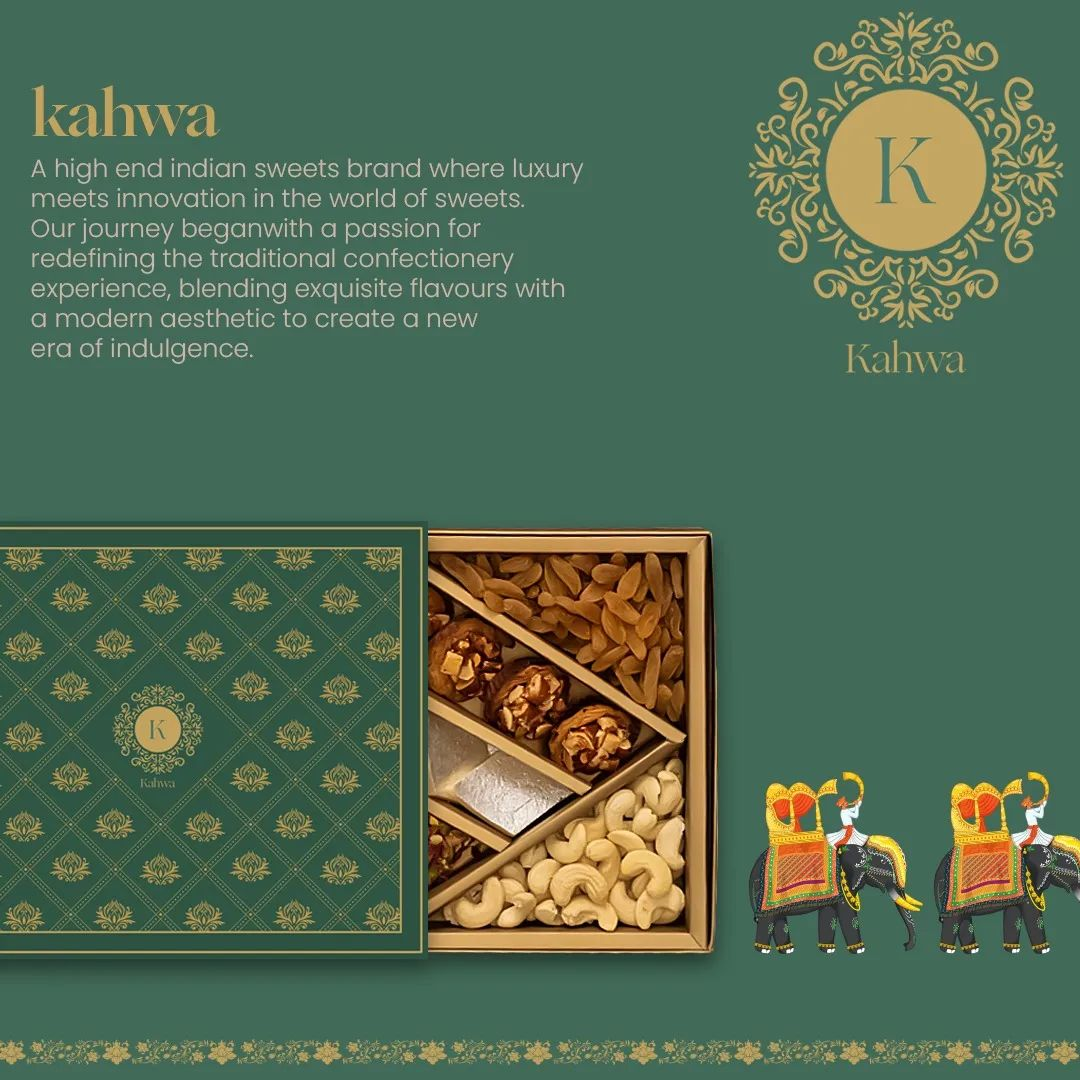 kahwa
A high end indian sweets brand where luxury
meets innovation in the world of sweets.
Our journey beganwith a passion for
redefining the traditional confectionery
experience, blending exquisite flavours with
a modern aesthetic to create a new
era of indulgence.
K
Kahwa
K
Kahwa